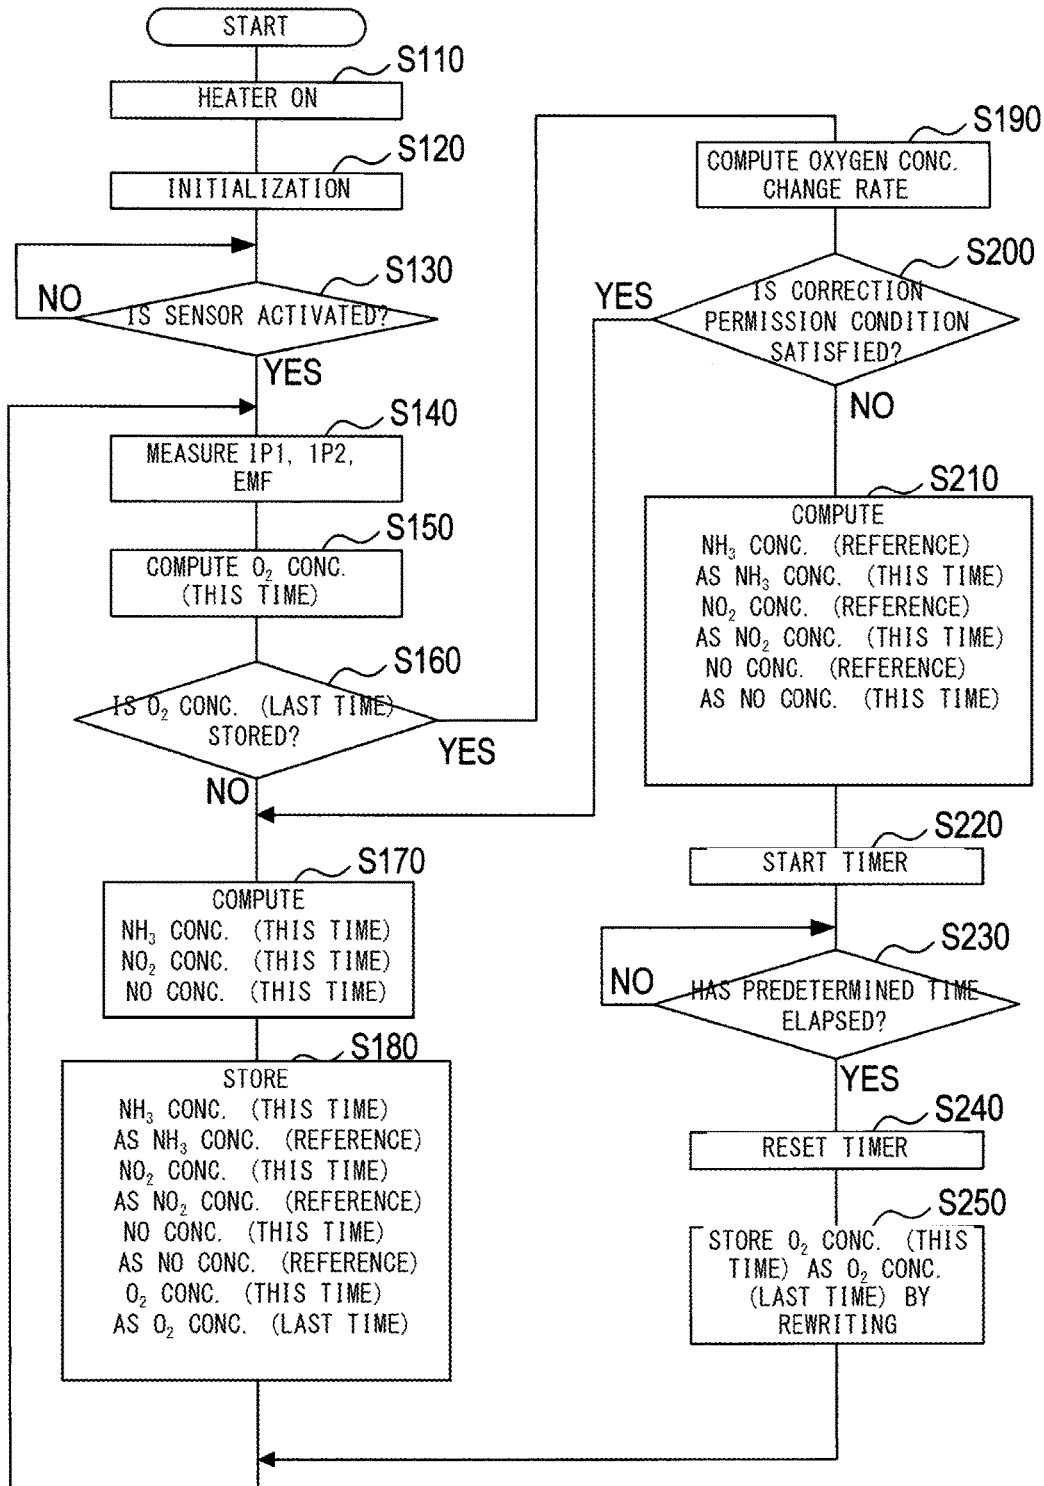 START
S110
HEATER ON
S120
INITIALIZATION
S130
NO
IS SENSOR ACTIVATED?
YES
S140
MEASURE IP1, 1P2,
EMF
S150
COMPUTE O₂ CONC.
(THIS TIME)
S160
IS O₂ CONC. (LAST TIME)
STORED?
YES
NO
S170
COMPUTE
NH₃ CONC. (THIS TIME)
NO₂ CONC. (THIS TIME)
NO CONC. (THIS TIME)
S180
STORE
NH₃ CONC. (THIS TIME)
AS NH₃ CONC. (REFERENCE)
NO₂ CONC. (THIS TIME)
AS NO₂ CONC. (REFERENCE)
NO CONC. (THIS TIME)
AS NO CONC. (REFERENCE)
O₂ CONC. (THIS TIME)
AS O₂ CONC. (LAST TIME)
S190
COMPUTE OXYGEN CONC.
CHANGE RATE
S200
YES
IS CORRECTION
PERMISSION CONDITION
SATISFIED?
NO
S210
COMPUTE
NH₃ CONC. (REFERENCE)
AS NH₃ CONC. (THIS TIME)
NO₂ CONC. (REFERENCE)
AS NO₂ CONC. (THIS TIME)
NO CONC. (REFERENCE)
AS NO CONC. (THIS TIME)
S220
START TIMER
S230
NO
HAS PREDETERMINED TIME
ELAPSED?
YES
S240
RESET TIMER
S250
STORE O₂ CONC. (THIS
TIME) AS O₂ CONC.
(LAST TIME) BY
REWRITING